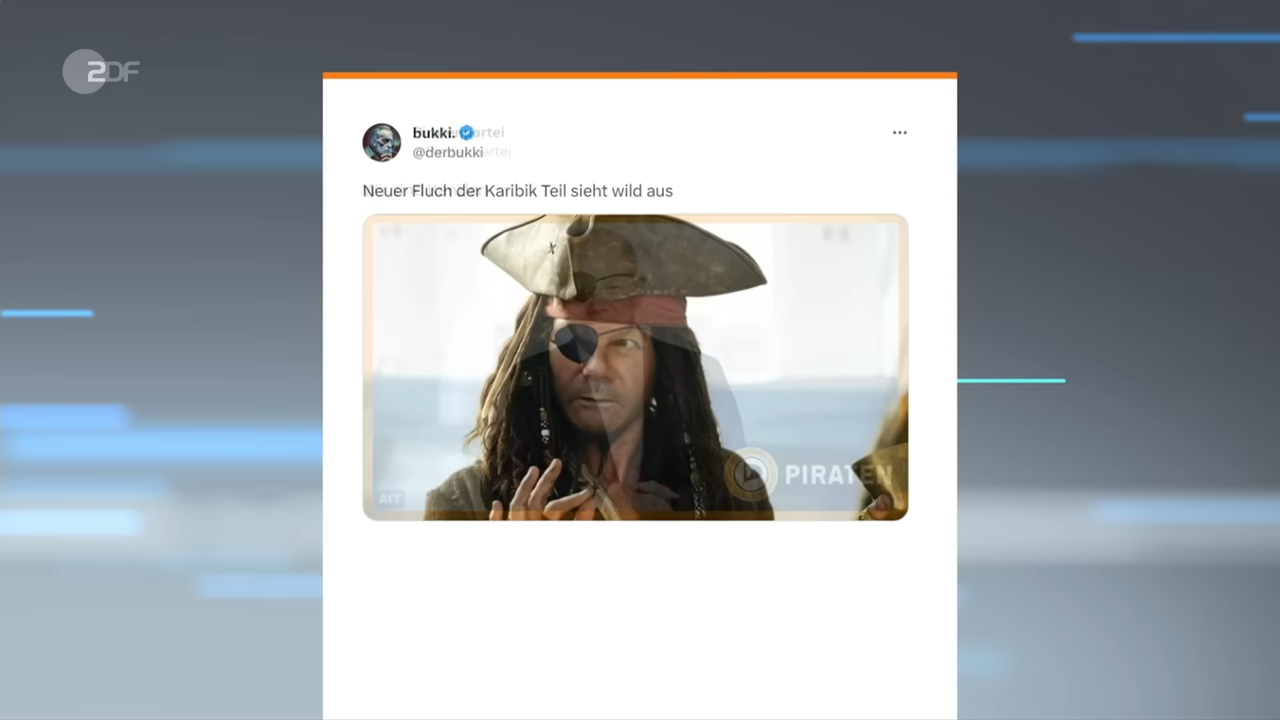 ZDF
bukki.
@derbukki
Neuer Fluch der Karibik Teil sieht wild aus
PIRATEN
ALT